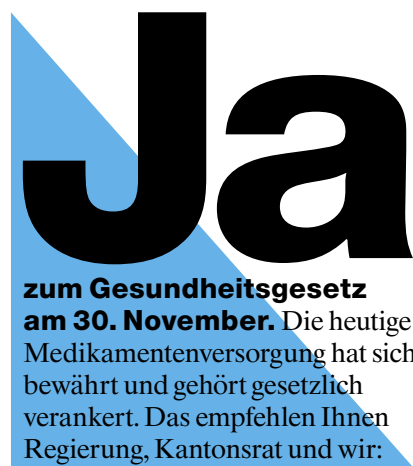 Ja
zum Gesundheitsgesetz
am 30. November. Die heutige
Medikamentenversorgung hat sich
bewährt und gehört gesetzlich
verankert. Das empfehlen Ihnen
Regierung, Kantonsrat und wir: